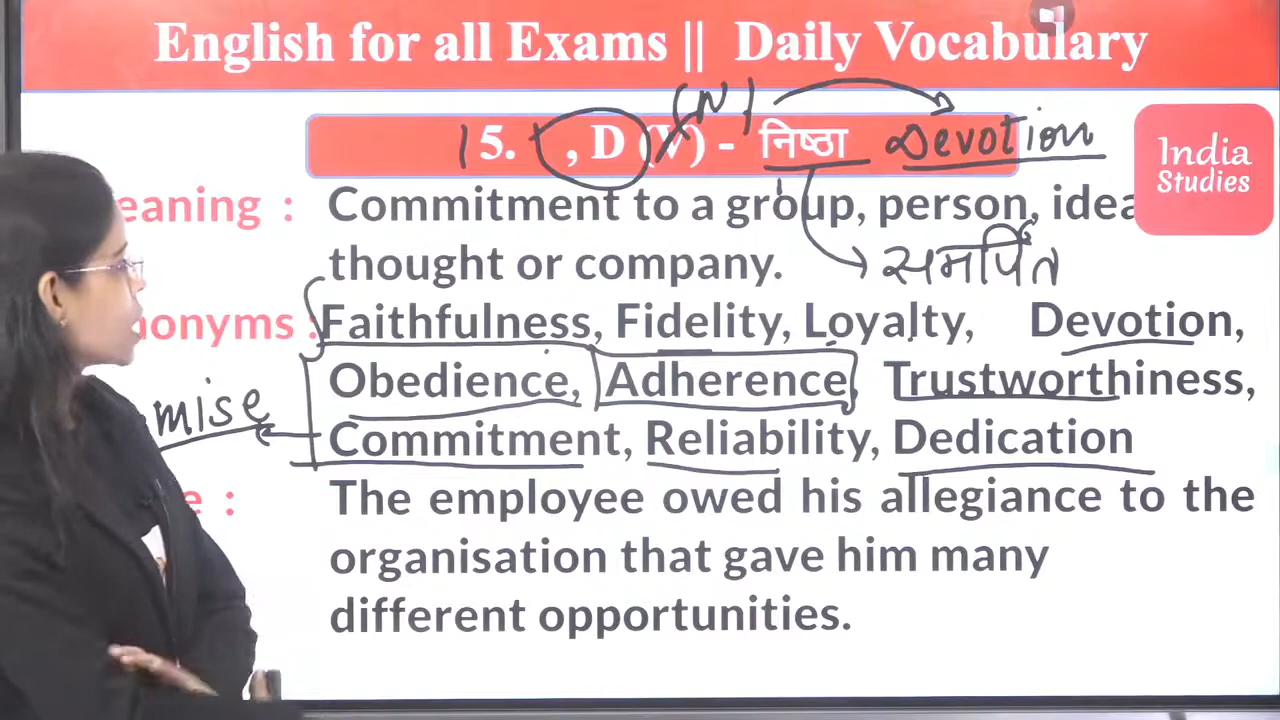 English for all Exams || Daily Vocabulary
15. , D (V) - निष्ठा Devotion
(N)
India
Studies
eaning : Commitment to a group, person, idea
thought or company.
समर्पित
nonyms : Faithfulness, Fidelity, Loyalty, Devotion,
Obedience, Adherence, Trustworthiness,
mise
Commitment, Reliability, Dedication
e : The employee owed his allegiance to the
organisation that gave him many
different opportunities.